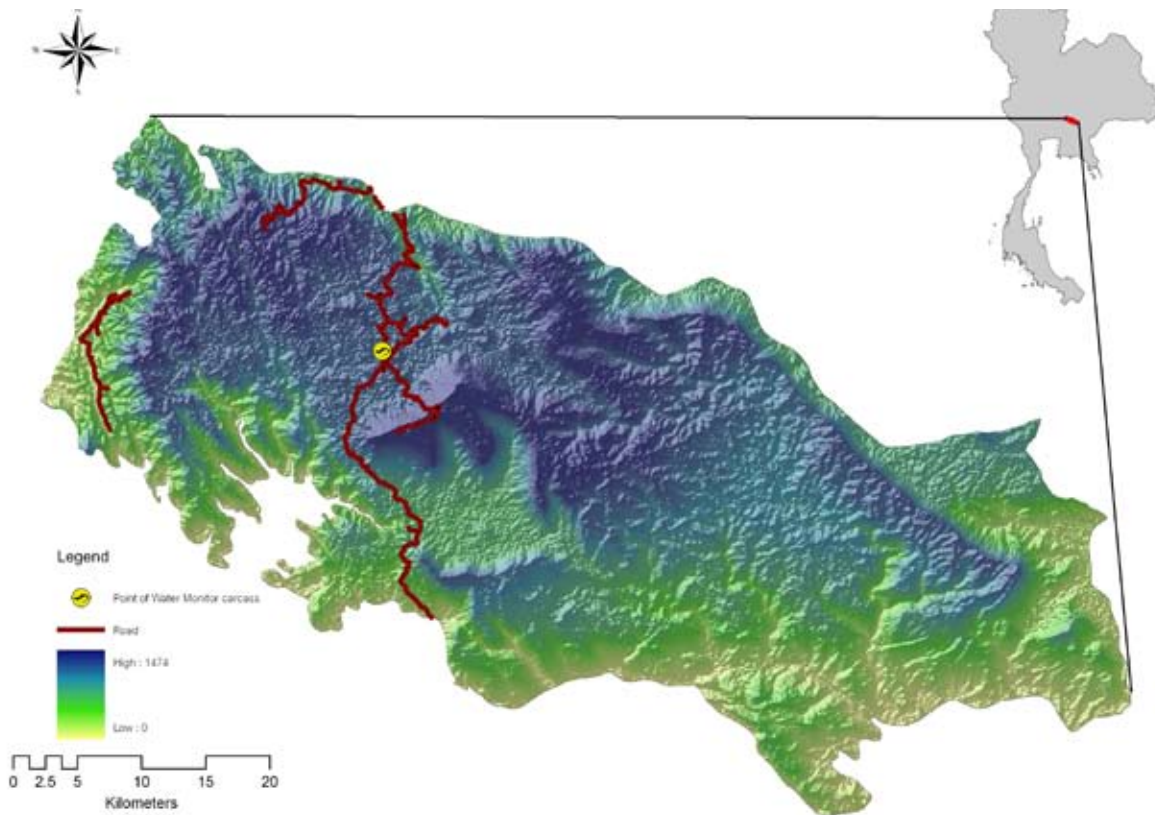 N
W
E
S
Legend
Point of Water Monitor carcass
Road
High : 1474
Low : 0
0 2.5 5 10 15 20
Kilometers